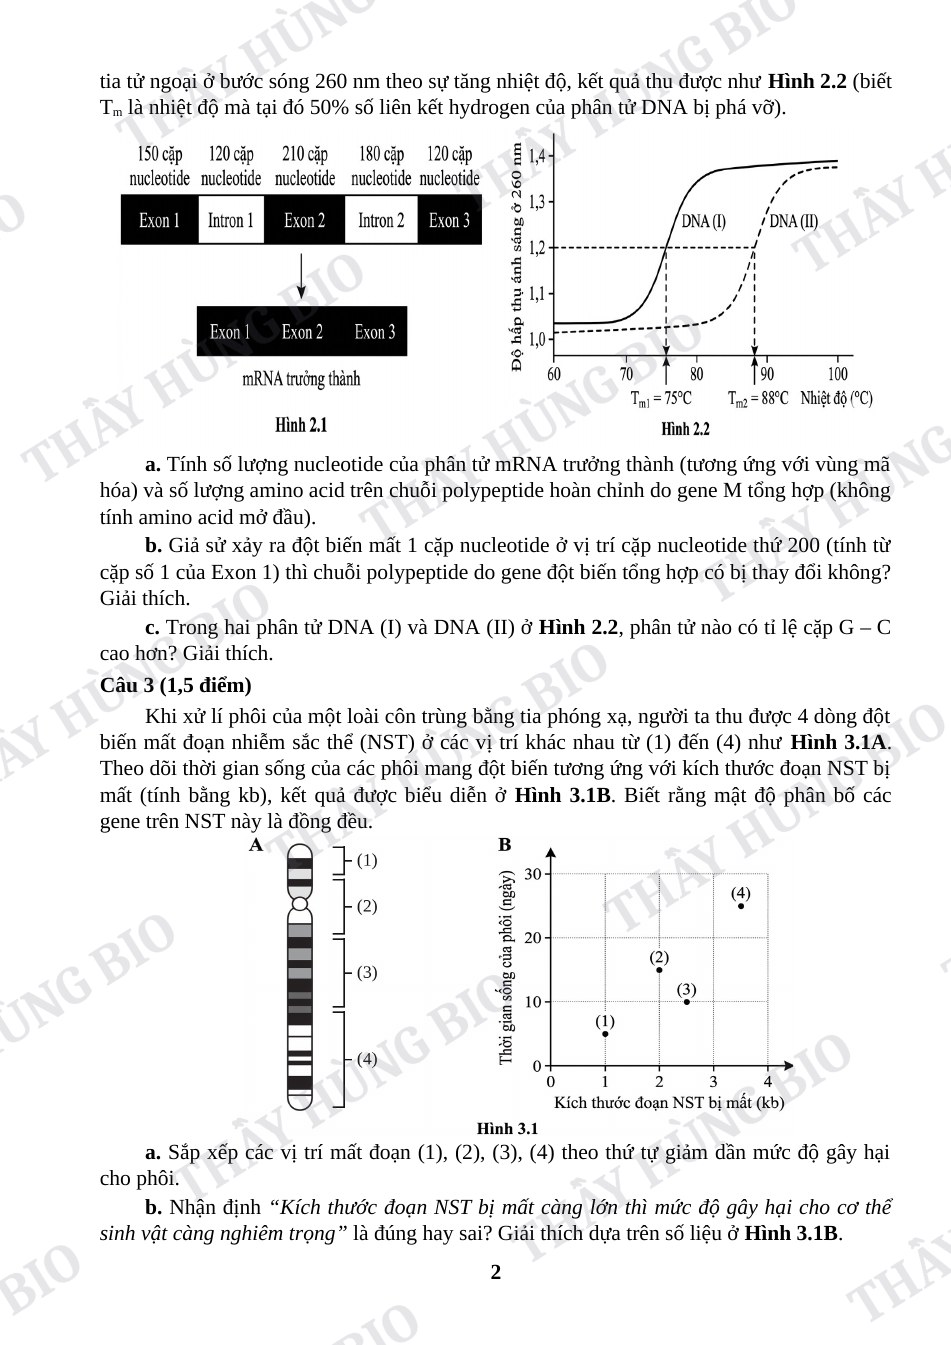 tia tử ngoại ở bước sóng 260 nm theo sự tăng nhiệt độ, kết quả thu được như Hình 2.2 (biết
Tm là nhiệt độ mà tại đó 50% số liên kết hydrogen của phân tử DNA bị phá vỡ).
150 cặp 120 cặp 210 cặp 180 cặp 120 cặp
nucleotide nucleotide nucleotide nucleotide nucleotide
Exon 1 Intron 1 Exon 2 Intron 2 Exon 3
Exon 1 Exon 2 Exon 3
mRNA trưởng thành
Hình 2.1
Độ hấp thụ ánh sáng ở 260 nm
1,4
1,3
1,2
1,1
1,0
DNA (I) DNA (II)
60 70 80 90 100
Tm1 = 75ºC Tm2 = 88ºC Nhiệt độ (ºC)
Hình 2.2
a. Tính số lượng nucleotide của phân tử mRNA trưởng thành (tương ứng với vùng mã
hóa) và số lượng amino acid trên chuỗi polypeptide hoàn chỉnh do gene M tổng hợp (không
tính amino acid mở đầu).
b. Giả sử xảy ra đột biến mất 1 cặp nucleotide ở vị trí cặp nucleotide thứ 200 (tính từ
cặp số 1 của Exon 1) thì chuỗi polypeptide do gene đột biến tổng hợp có bị thay đổi không?
Giải thích.
c. Trong hai phân tử DNA (I) và DNA (II) ở Hình 2.2, phân tử nào có tỉ lệ cặp G – C
cao hơn? Giải thích.
Câu 3 (1,5 điểm)
Khi xử lí phôi của một loài côn trùng bằng tia phóng xạ, người ta thu được 4 dòng đột
biến mất đoạn nhiễm sắc thể (NST) ở các vị trí khác nhau từ (1) đến (4) như Hình 3.1A.
Theo dõi thời gian sống của các phôi mang đột biến tương ứng với kích thước đoạn NST bị
mất (tính bằng kb), kết quả được biểu diễn ở Hình 3.1B. Biết rằng mật độ phân bố các
gene trên NST này là đồng đều.
A
(1)
(2)
(3)
(4)
B
Thời gian sống của phôi (ngày)
30
20
10
0
(4)
(2)
(3)
(1)
0 1 2 3 4
Kích thước đoạn NST bị mất (kb)
Hình 3.1
a. Sắp xếp các vị trí mất đoạn (1), (2), (3), (4) theo thứ tự giảm dần mức độ gây hại
cho phôi.
b. Nhận định “Kích thước đoạn NST bị mất càng lớn thì mức độ gây hại cho cơ thể
sinh vật càng nghiêm trọng” là đúng hay sai? Giải thích dựa trên số liệu ở Hình 3.1B.
2
THẦY HÙNG BIO